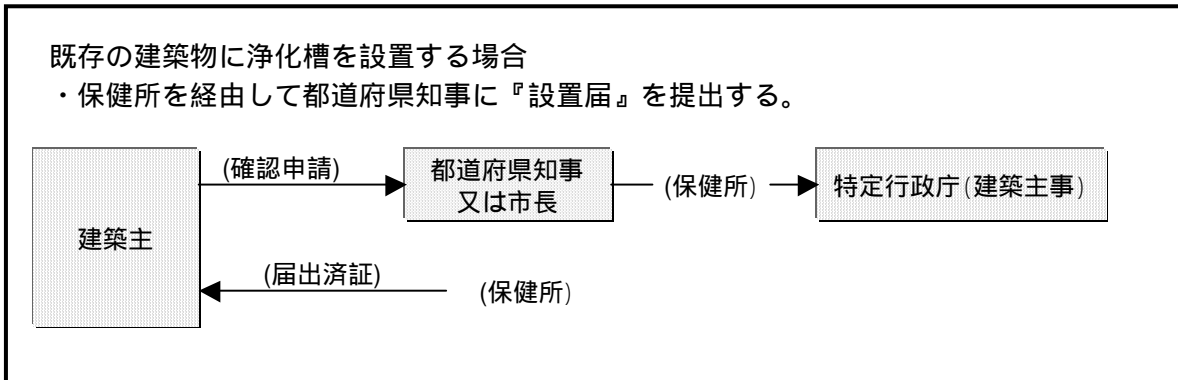 既存の建築物に浄化槽を設置する場合
・保健所を経由して都道府県知事に『設置届』を提出する。
(確認申請)
都道府県知事
又は市長
(保健所)
特定行政庁(建築主事)
建築主
(届出済証)
(保健所)